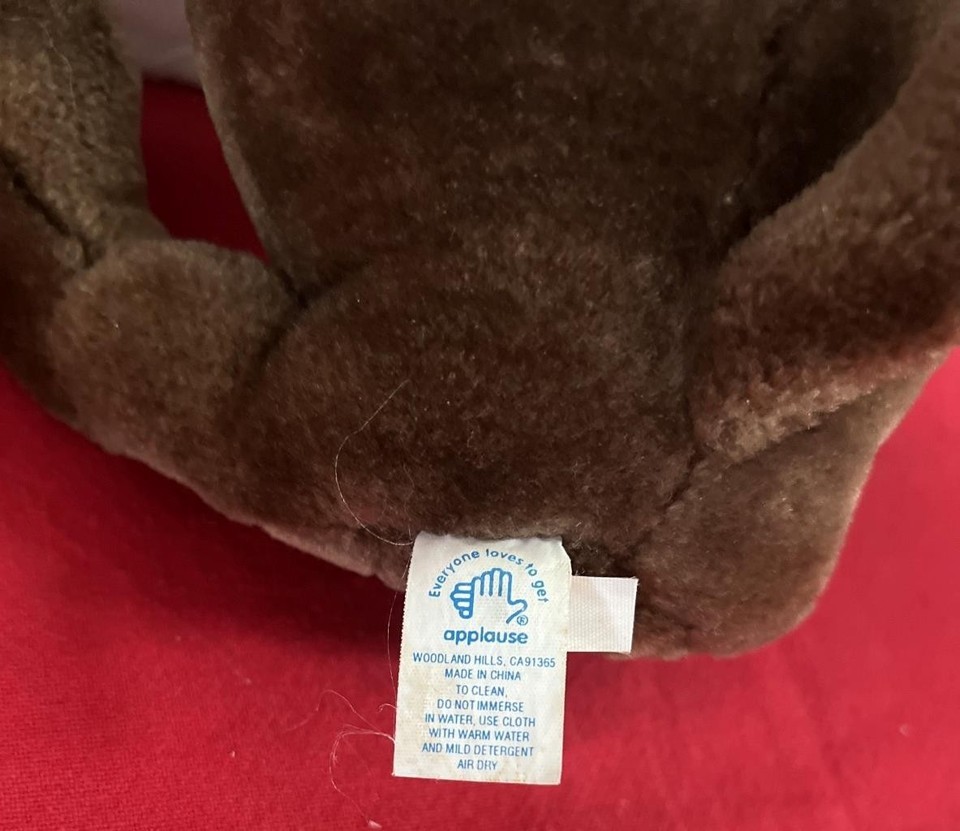 Everyone loves to get
®
applause
WOODLAND HILLS, CA91365
MADE IN CHINA
TO CLEAN,
DO NOT IMMERSE
IN WATER, USE CLOTH
WITH WARM WATER
AND MILD DETERGENT
AIR DRY